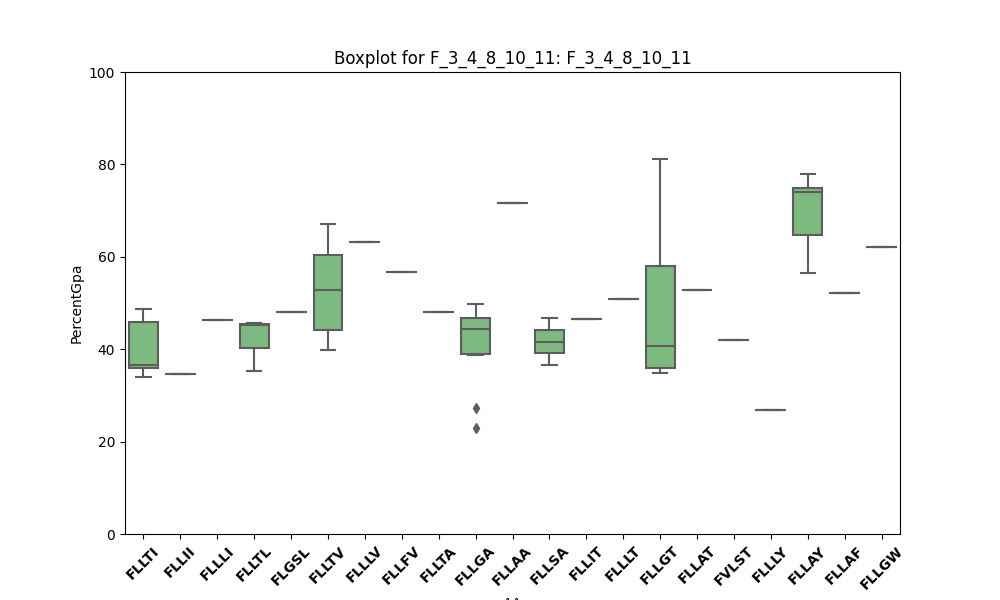 Boxplot for F_3_4_8_10_11: F_3_4_8_10_11
100
80
60
40
20
0
PercentGpa
FLLTI FLLII FLLLI FLLTL FLGSL FLLTV FLLLV FLLFV FLLTA FLLGA FLLAA FLLSA FLLIT FLLLT FLLGT FLLAT FVLST FLLLY FLLAY FLLAF FLLGW